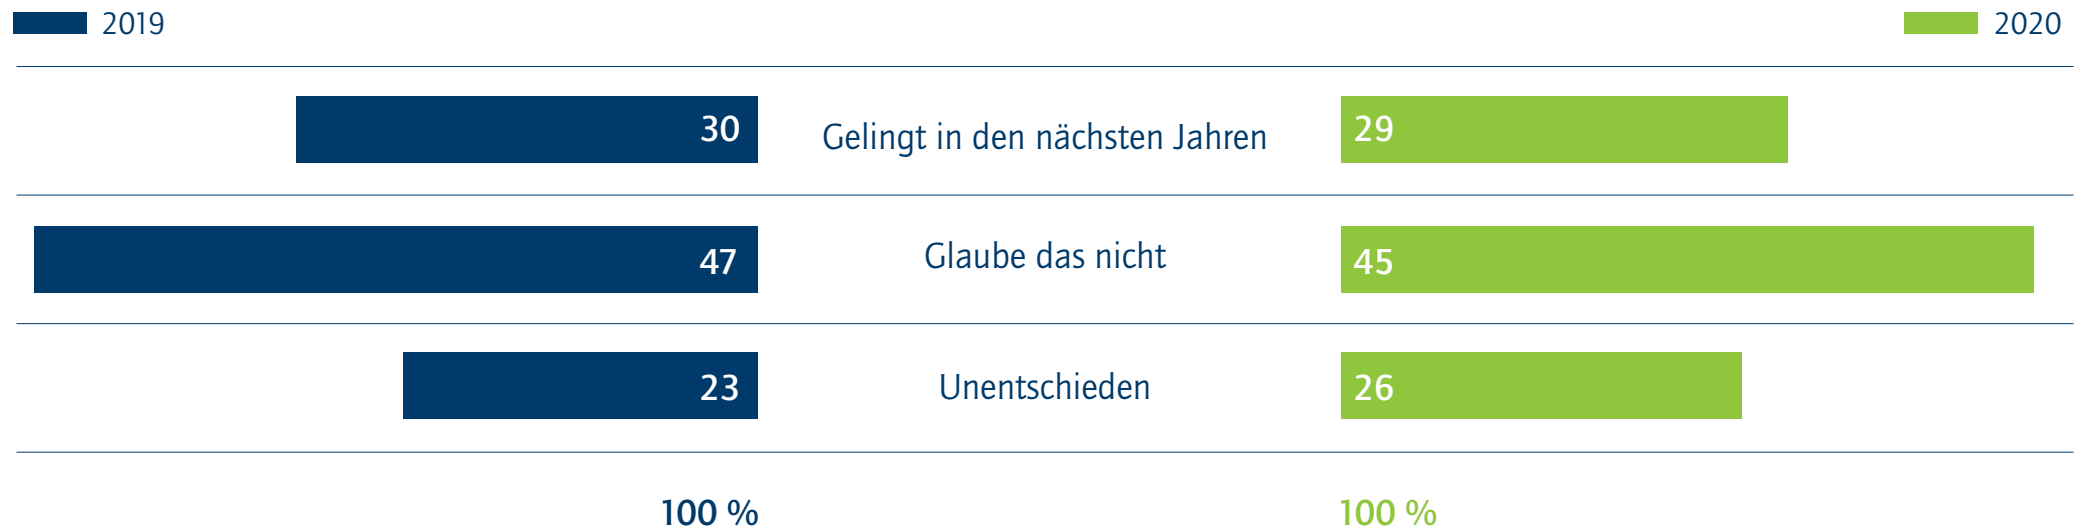 2019 2020
30 Gelingt in den nächsten Jahren 29
47 Glaube das nicht 45
23 Unentschieden 26
100 % 100 %